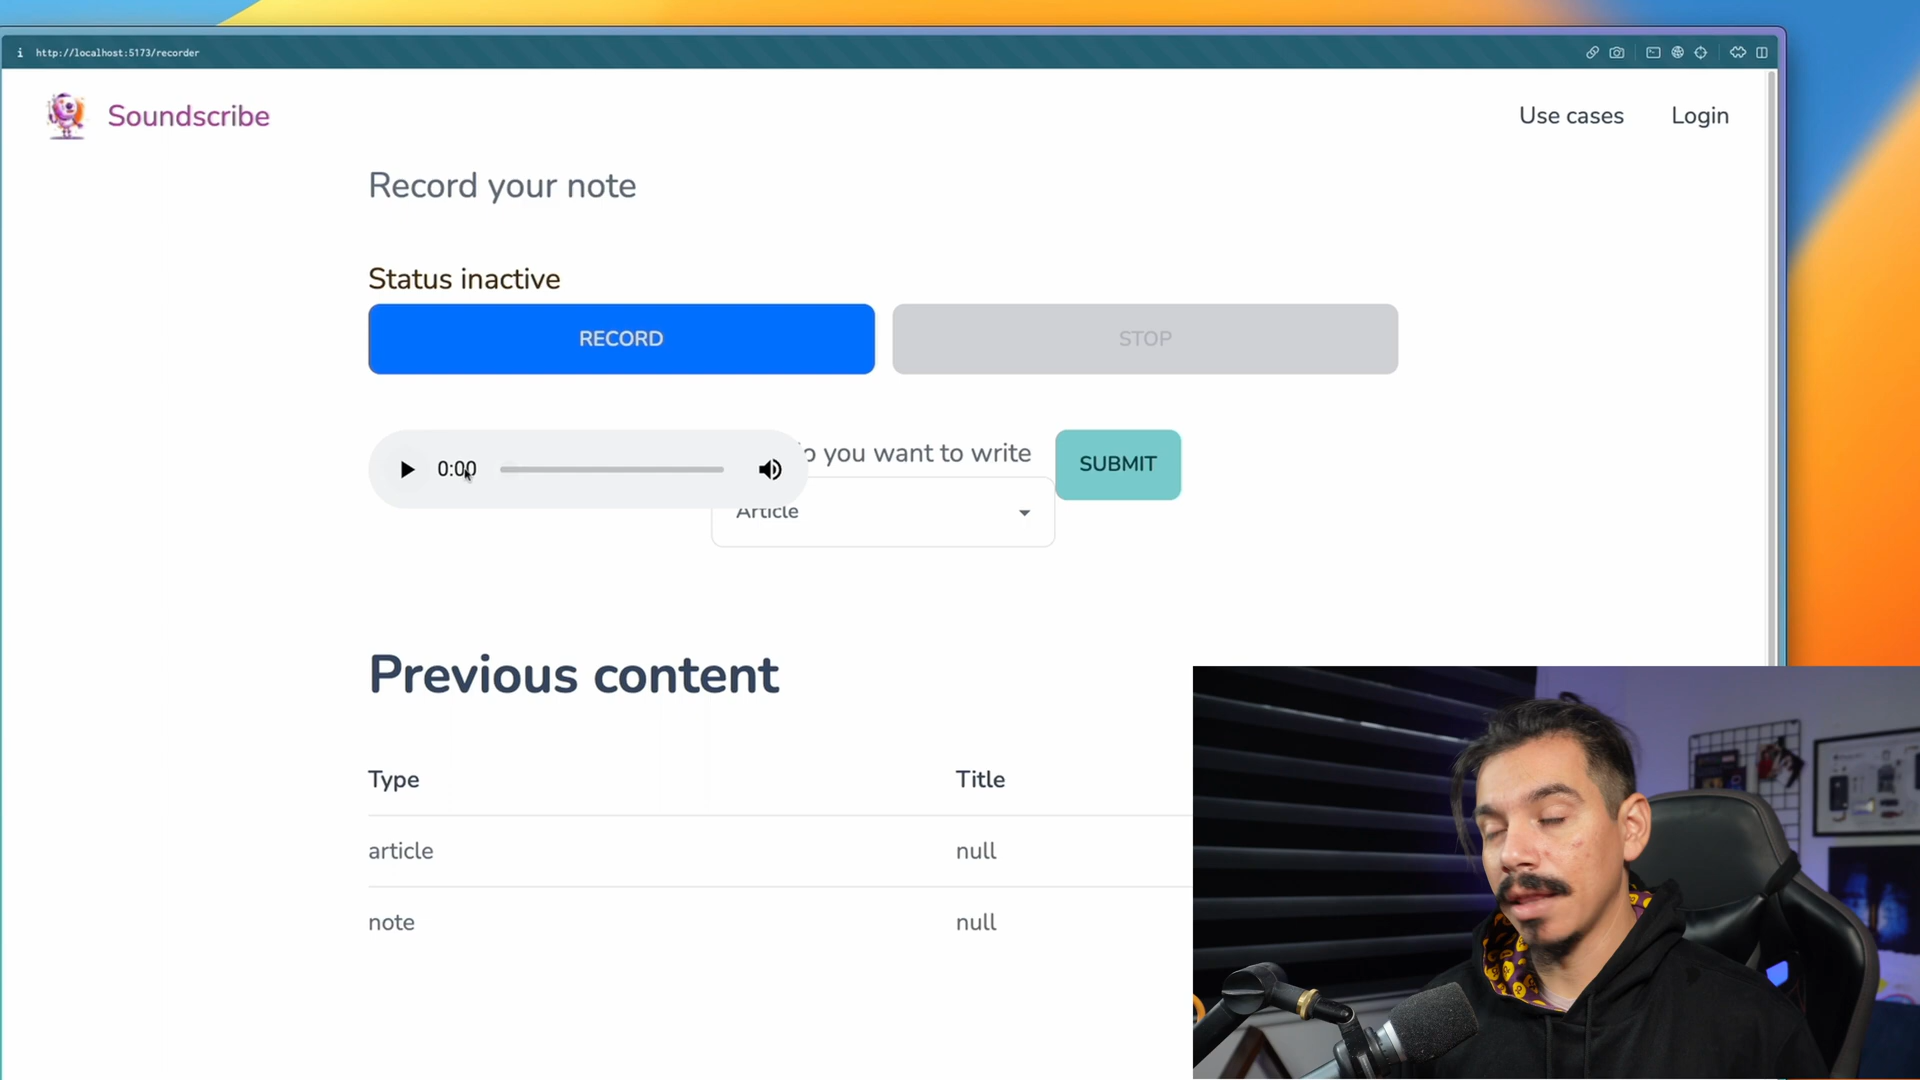 http://localhost:5173/recorder
Soundscribe
Use cases
Login
Record your note
Status inactive
RECORD
STOP
0:00
you want to write
SUBMIT
Article
Previous content
Type
Title
article
null
note
null